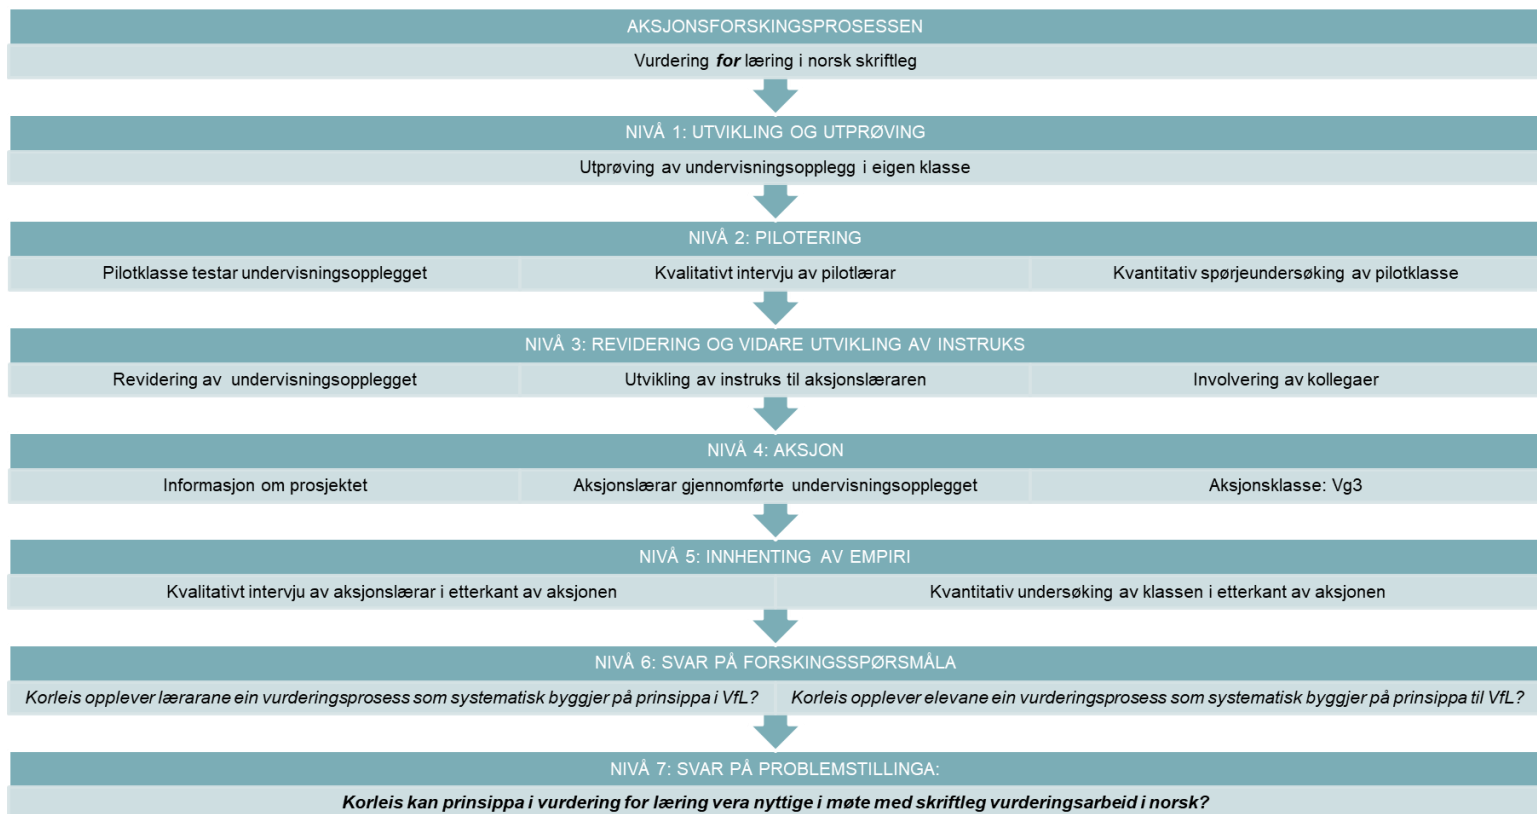 AKSJONSFORSKINGSPROSESSEN
Vurdering for læring i norsk skriftleg
NIVÅ 1: UTVIKLING OG UTPRØVING
Utprøving av undervisningsopplegg i eigen klasse
NIVÅ 2: PILOTERING
Pilotklasse testar undervisningsopplegget
Kvalitativt intervju av pilotlærar
Kvantitativ spørjeundersøking av pilotklasse
NIVÅ 3: REVIDERING OG VIDARE UTVIKLING AV INSTRUKS
Revidering av undervisningsopplegget
Utvikling av instruks til aksjonslæraren
Involvering av kollegaer
NIVÅ 4: AKSJON
Informasjon om prosjektet
Aksjonslærar gjennomførte undervisningsopplegget
Aksjonsklasse: Vg3
NIVÅ 5: INNHENTING AV EMPIRI
Kvalitativt intervju av aksjonslærar i etterkant av aksjonen
Kvantitativ undersøking av klassen i etterkant av aksjonen
NIVÅ 6: SVAR PÅ FORSKINGSSPØRSMÅLA
Korleis opplever lærarane ein vurderingsprosess som systematisk byggjer på prinsippa i VfL?
Korleis opplever elevane ein vurderingsprosess som systematisk byggjer på prinsippa til VfL?
NIVÅ 7: SVAR PÅ PROBLEMSTILLINGA:
Korleis kan prinsippa i vurdering for læring vera nyttige i møte med skriftleg vurderingsarbeid i norsk?